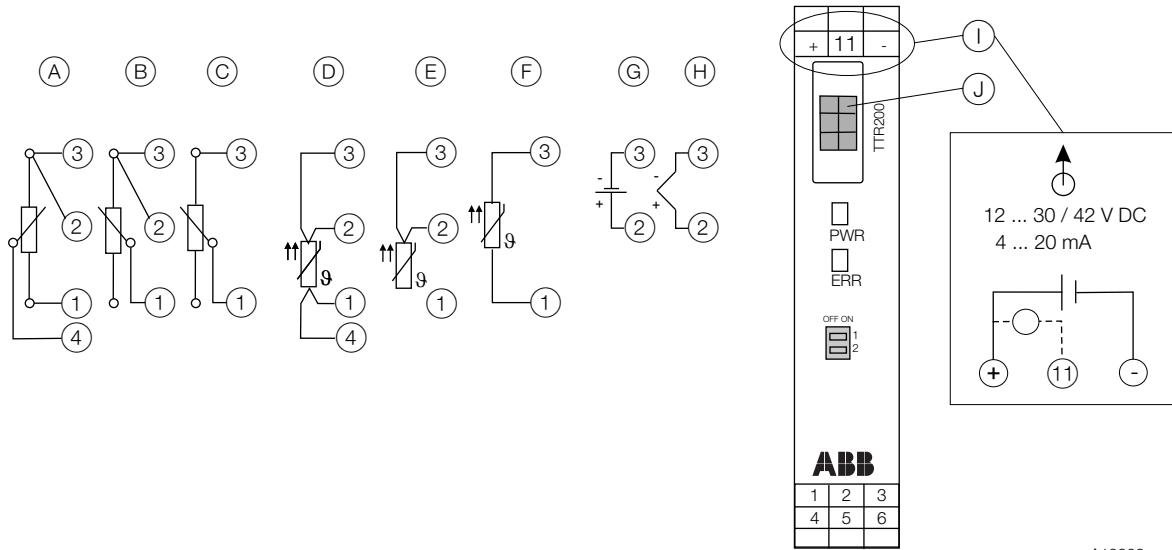 A B C D E F G H I
+ 11 -
J
TTR200
3 3 3 3 3 3 3 3
2 2 2 2 2 2
1 1 1 1 1 1
4 4
- + - +
ϑ ϑ ϑ
PWR
ERR
OFF ON
1
2
ABB
1 2 3
4 5 6
12 ... 30 / 42 V DC
4 ... 20 mA
+ 11 -